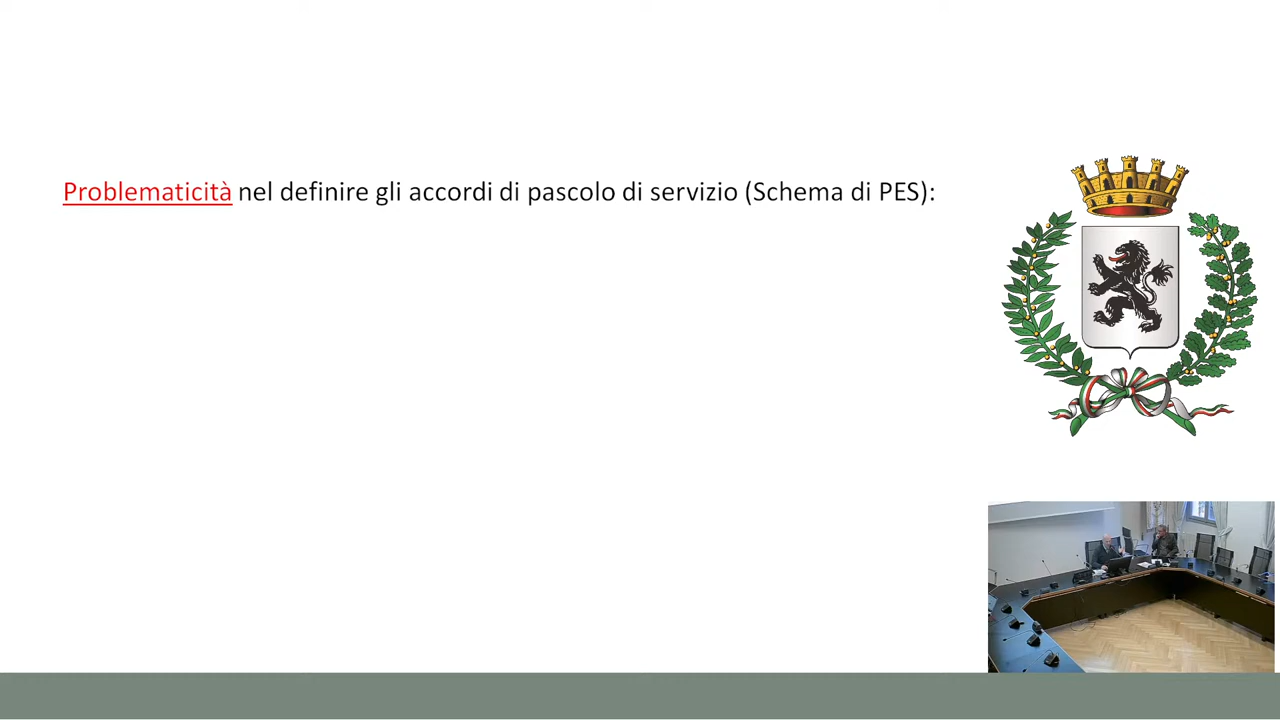 Problematicità nel definire gli accordi di pascolo di servizio (Schema di PES):